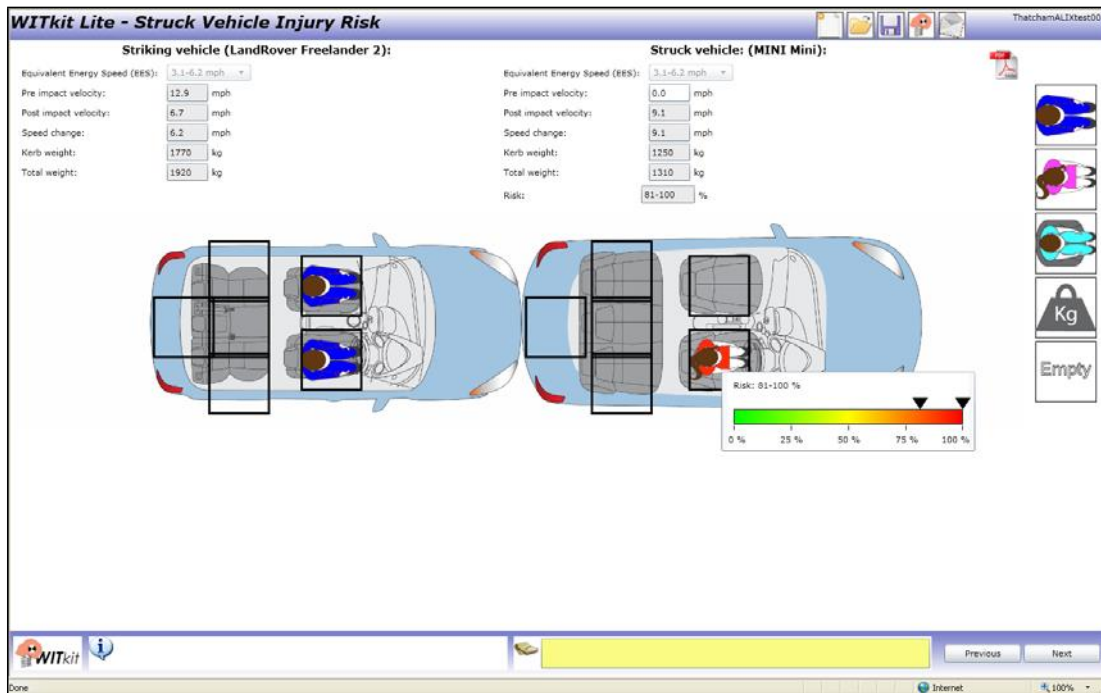 WITkit Lite - Struck Vehicle Injury Risk
ThatchamALIXtest00
Striking vehicle (LandRover Freelander 2):
Equivalent Energy Speed (EES): 3.1-6.2 mph
Pre impact velocity: 12.9 mph
Post impact velocity: 6.7 mph
Speed change: 6.2 mph
Kerb weight: 1770 kg
Total weight: 1920 kg
Struck vehicle: (MINI Mini):
Equivalent Energy Speed (EES): 3.1-6.2 mph
Pre impact velocity: 0.0 mph
Post impact velocity: 9.1 mph
Speed change: 9.1 mph
Kerb weight: 1250 kg
Total weight: 1310 kg
Risk: 81-100 %
PDF
Kg
Empty
Risk: 81-100 %
0 % 25 % 50 % 75 % 100 %
WITkit
Previous Next
Done Internet 100%